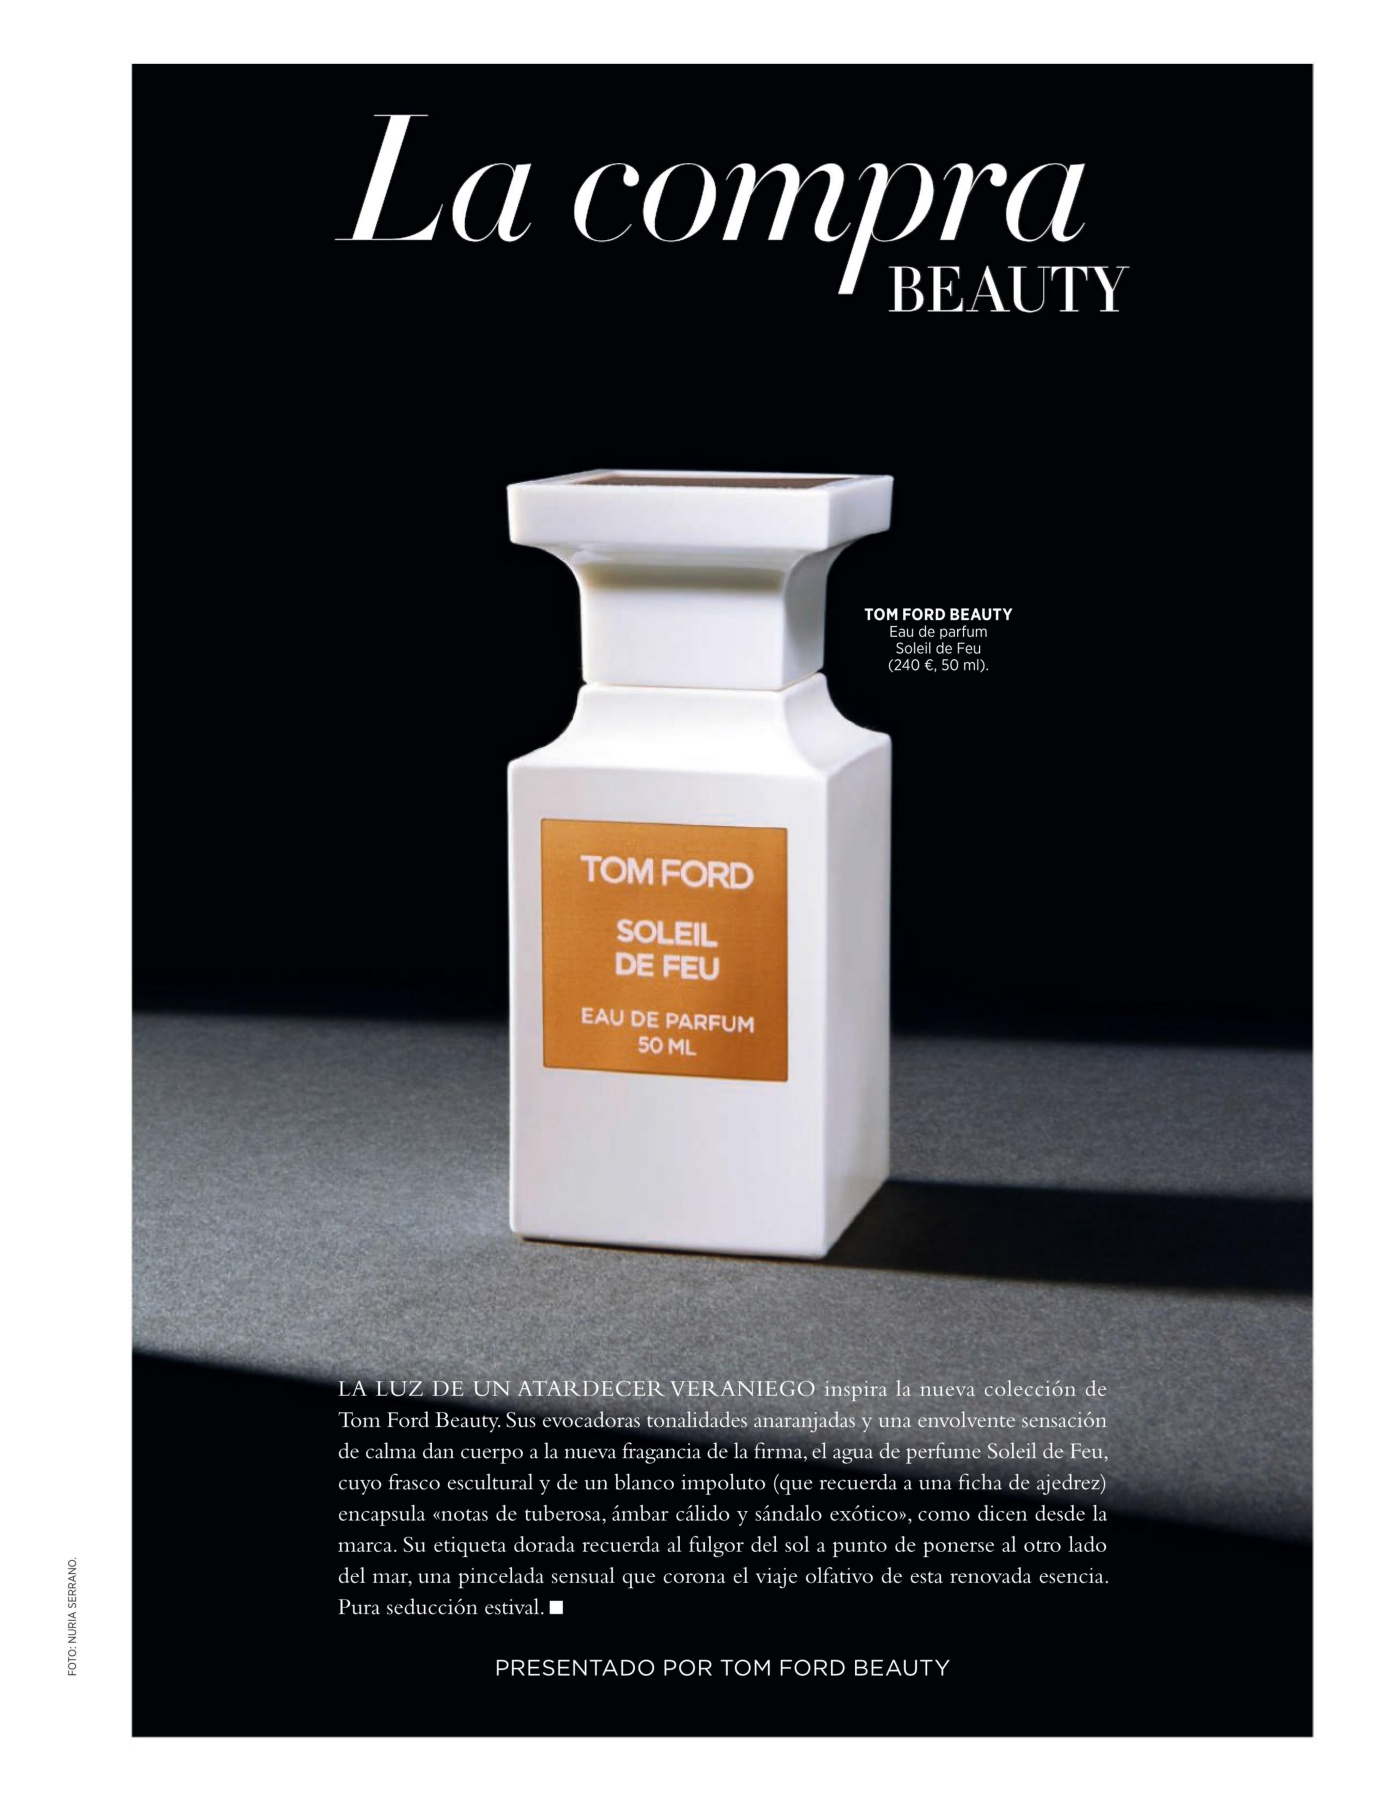 La compra
BEAUTY
TOM FORD BEAUTY
Eau de parfum
Soleil de Feu
(240 €, 50 ml).
TOM FORD
SOLEIL
DE FEU
EAU DE PARFUM
50 ML
LA LUZ DE UN ATARDECER VERANIEGO inspira la nueva colección de
Tom Ford Beauty. Sus evocadoras tonalidades anaranjadas y una envolvente sensación
de calma dan cuerpo a la nueva fragancia de la firma, el agua de perfume Soleil de Feu,
cuyo frasco escultural y de un blanco impoluto (que recuerda a una ficha de ajedrez)
encapsula «notas de tuberosa, ámbar cálido y sándalo exótico», como dicen desde la
marca. Su etiqueta dorada recuerda al fulgor del sol a punto de ponerse al otro lado
del mar, una pincelada sensual que corona el viaje olfativo de esta renovada esencia.
Pura seducción estival. ■
PRESENTADO POR TOM FORD BEAUTY
FOTO: NURIA SERRANO.